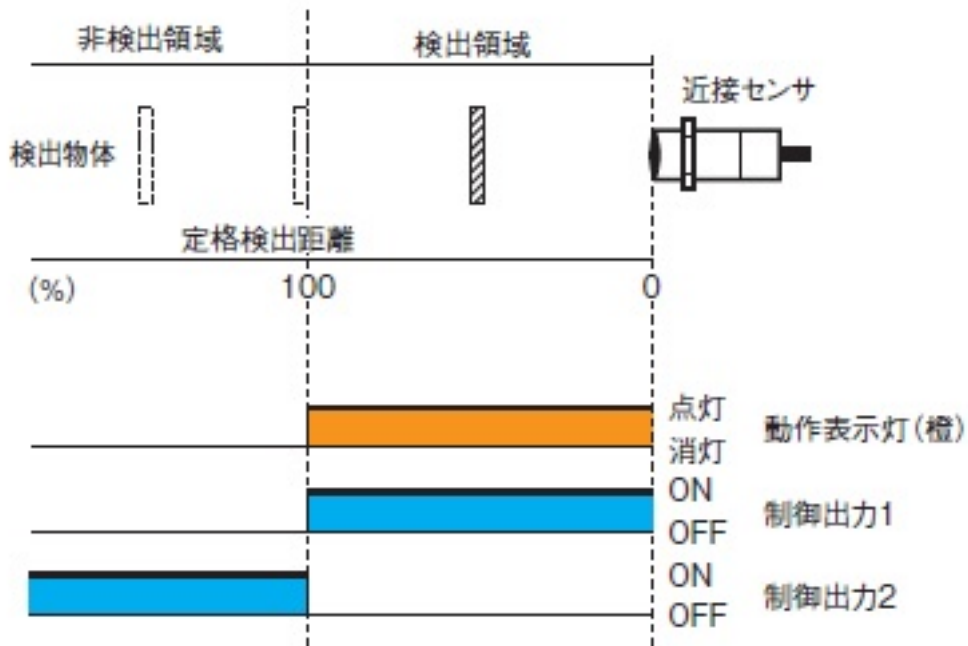 非検出領域
検出領域
近接センサ
検出物体
定格検出距離
(%)
100
0
点灯
消灯
動作表示灯(橙)
ON
OFF
制御出力1
ON
OFF
制御出力2